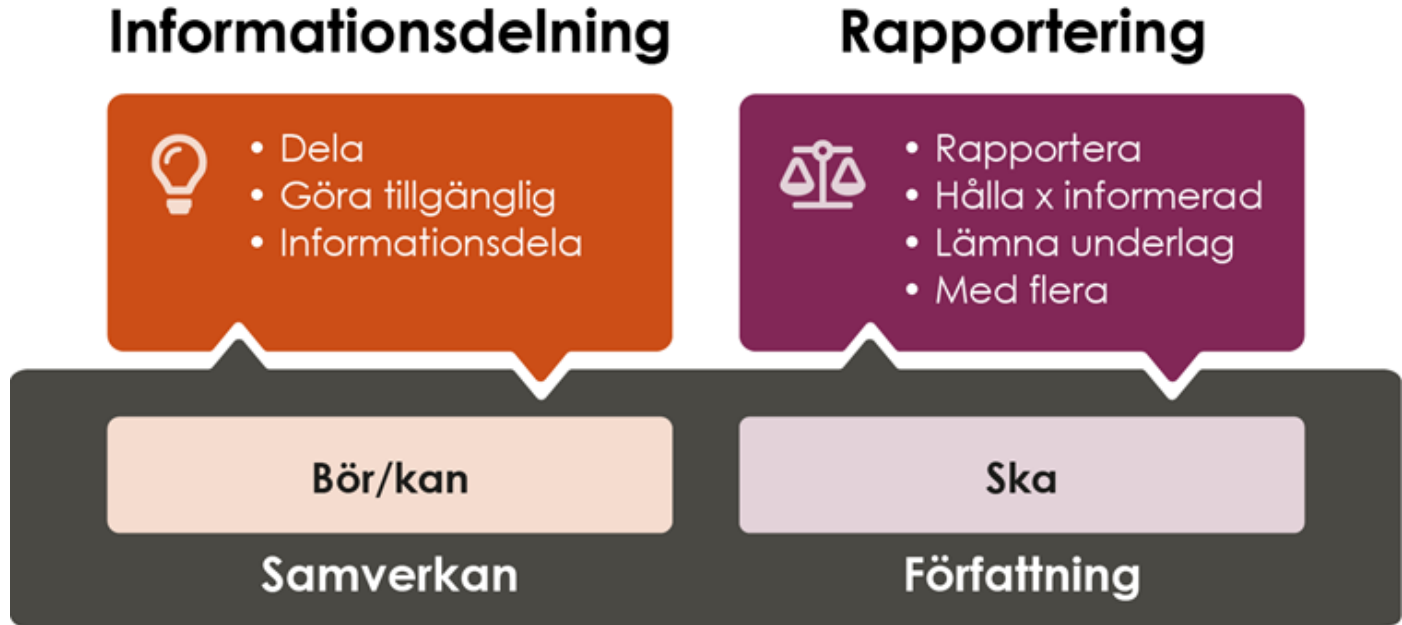 Informationsdelning
• Dela
• Göra tillgänglig
• Informationsdela
Bör/kan
Samverkan
Rapportering
• Rapportera
• Hålla x informerad
• Lämna underlag
• Med flera
Ska
Författning